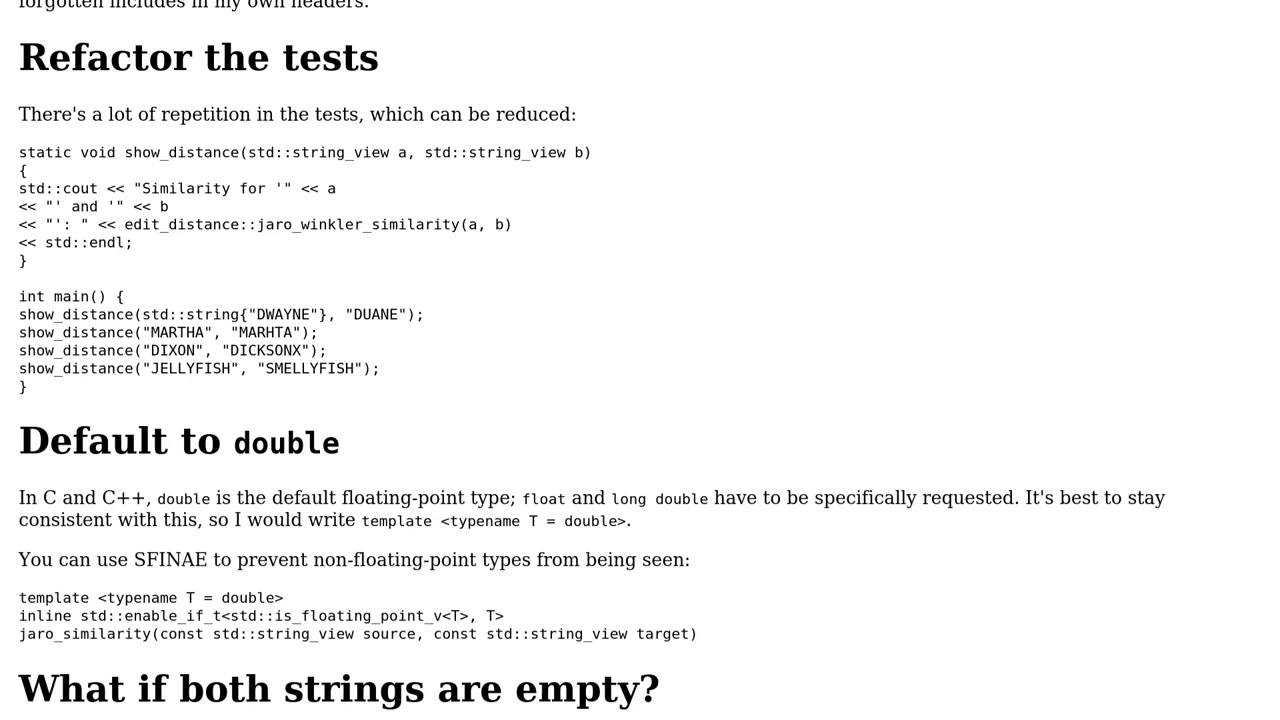 forgotten includes in my own headers.
Refactor the tests
There's a lot of repetition in the tests, which can be reduced:
static void show_distance(std::string_view a, std::string_view b)
{
std::cout << "Similarity for '" << a
<< "' and '" << b
<< "': " << edit_distance::jaro_winkler_similarity(a, b)
<< std::endl;
}
int main() {
show_distance(std::string{"DWAYNE"}, "DUANE");
show_distance("MARTHA", "MARHTA");
show_distance("DIXON", "DICKSONX");
show_distance("JELLYFISH", "SMELLYFISH");
}
Default to double
In C and C++, double is the default floating-point type; float and long double have to be specifically requested. It's best to stay
consistent with this, so I would write template <typename T = double>.
You can use SFINAE to prevent non-floating-point types from being seen:
template <typename T = double>
inline std::enable_if_t<std::is_floating_point_v<T>, T>
jaro_similarity(const std::string_view source, const std::string_view target)
What if both strings are empty?